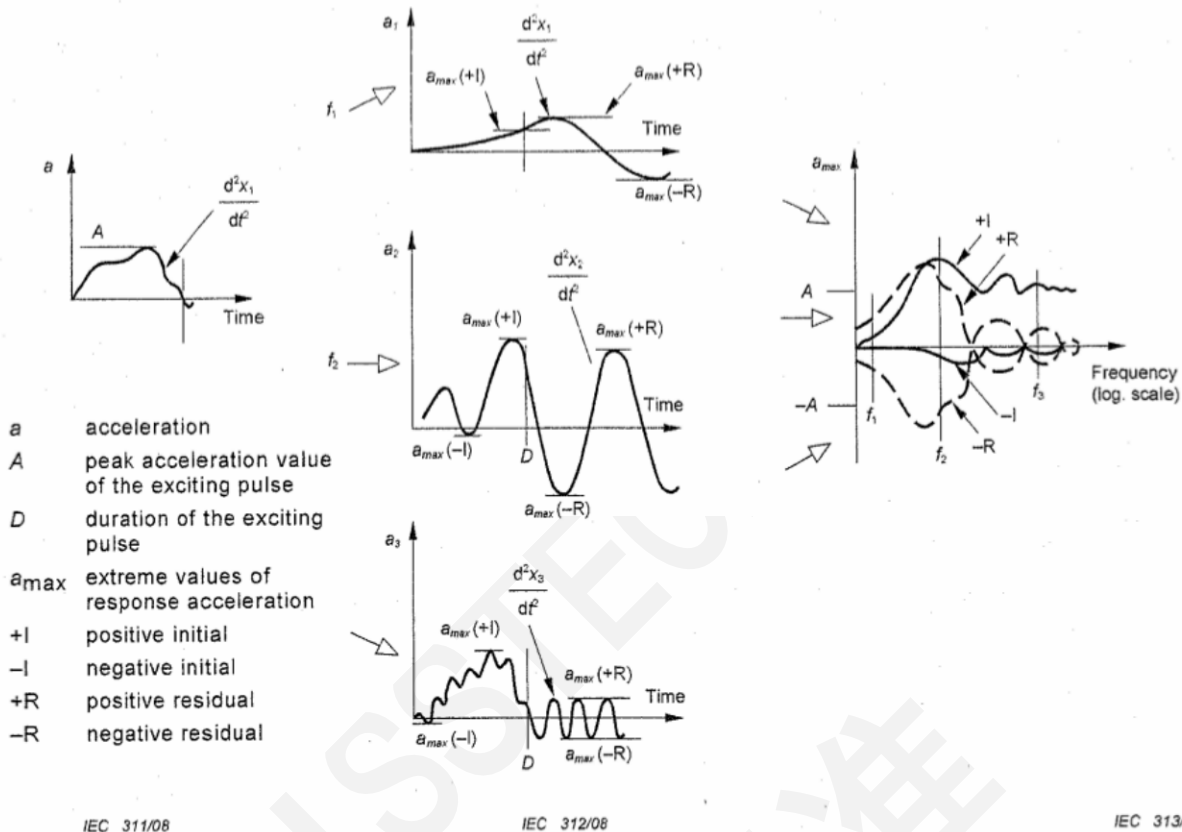 a
A
d²x₁
dt²
Time
a acceleration
A peak acceleration value
of the exciting pulse
D duration of the exciting
pulse
amax extreme values of
response acceleration
+I positive initial
–I negative initial
+R positive residual
–R negative residual
IEC 311/08
f₁
a₁
d²x₁
dt²
amax(+I)
amax(+R)
Time
amax(–R)
f₂
a₂
d²x₂
dt²
amax(+I)
amax(+R)
Time
amax(–I)
D
amax(–R)
a₃
d²x₃
dt²
amax(+I)
amax(+R)
Time
amax(–I)
D
amax(–R)
IEC 312/08
amax
+I
+R
A
Frequency
(log. scale)
–A
f₁
f₂
f₃
–I
–R
IEC 313/
准